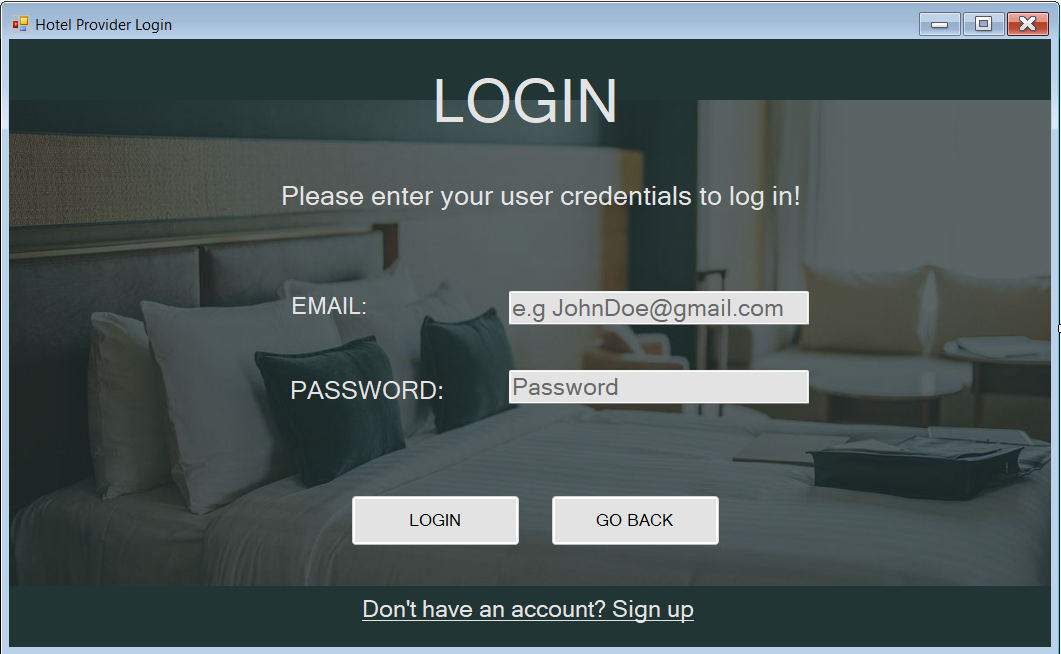 Hotel Provider Login
LOGIN
Please enter your user credentials to log in!
EMAIL:
e.g JohnDoe@gmail.com
PASSWORD:
Password
LOGIN
GO BACK
Don't have an account? Sign up